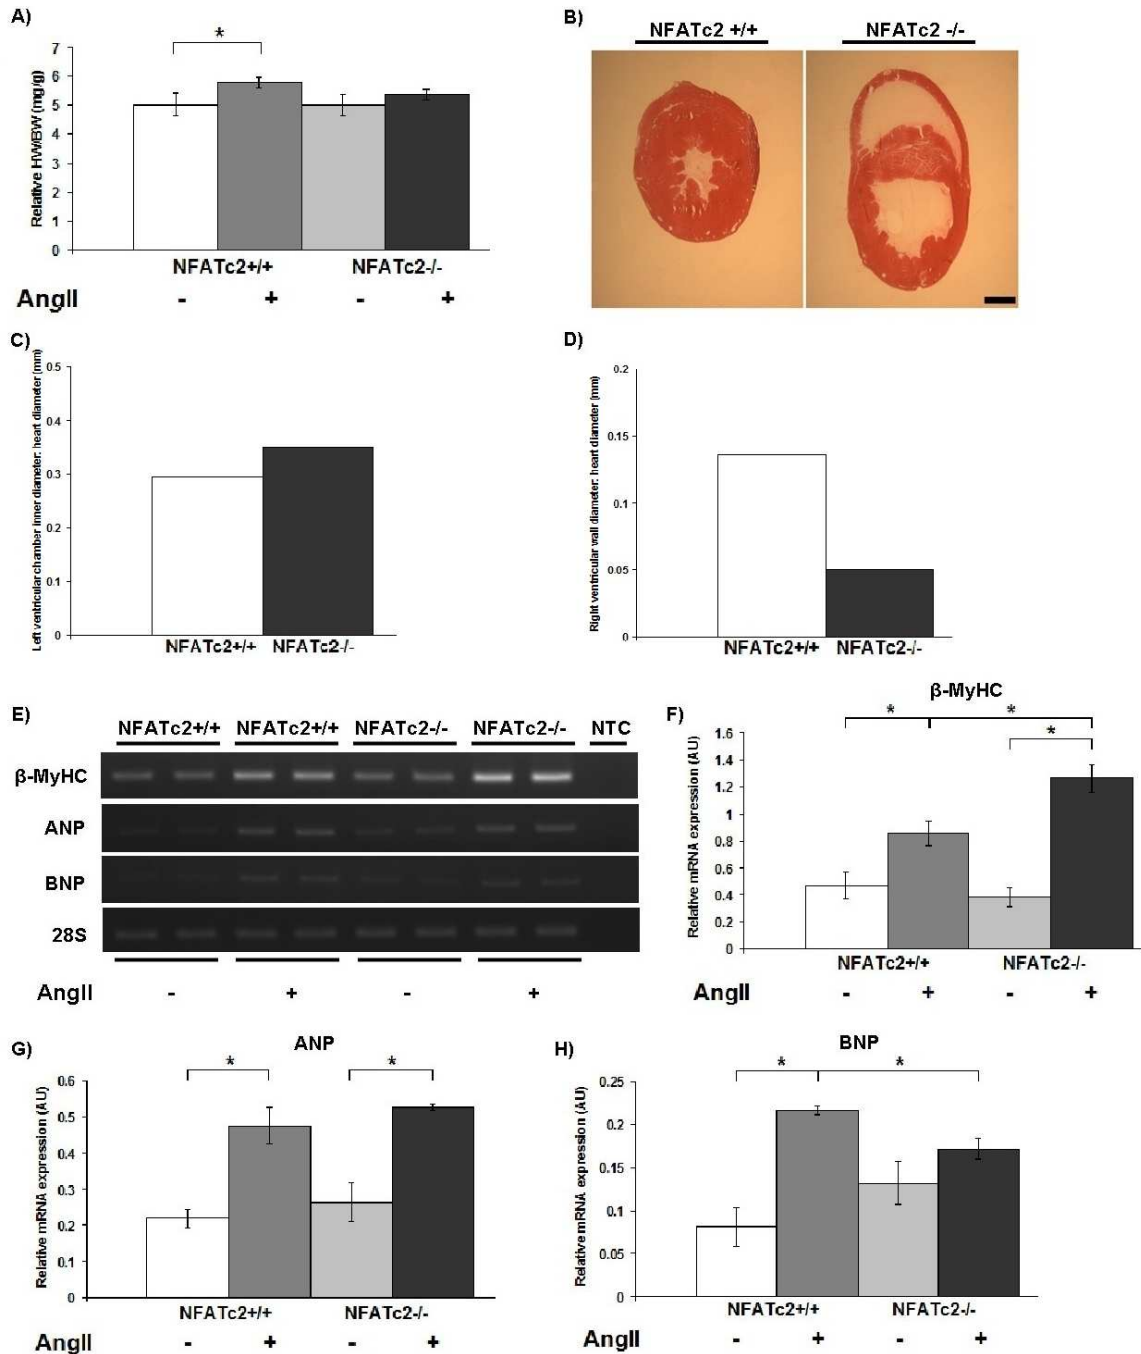 A)
Relative HW/BW (mg/g)
7
6
5
4
3
2
1
0
*
NFATc2+/+ NFATc2-/-
AngII - + - +
B)
NFATc2 +/+ NFATc2 -/-
C)
Left ventricular chamber inner diameter: heart diameter (mm)
0.5
0.4
0.3
0.2
0.1
0
NFATc2+/+ NFATc2-/-
D)
Right ventricular wall diameter: heart diameter (mm)
0.2
0.15
0.1
0.05
0
NFATc2+/+ NFATc2-/-
E)
NFATc2+/+ NFATc2+/+ NFATc2-/- NFATc2-/- NTC
β-MyHC
ANP
BNP
28S
AngII - + - +
F)
β-MyHC
* *
*
Relative mRNA expression (AU)
1.6
1.4
1.2
1
0.8
0.6
0.4
0.2
0
NFATc2+/+ NFATc2-/-
AngII - + - +
G)
ANP
* *
Relative mRNA expression (AU)
0.6
0.5
0.4
0.3
0.2
0.1
0
NFATc2+/+ NFATc2-/-
AngII - + - +
H)
BNP
* *
Relative mRNA expression (AU)
0.25
0.2
0.15
0.1
0.05
0
NFATc2+/+ NFATc2-/-
AngII - + - +